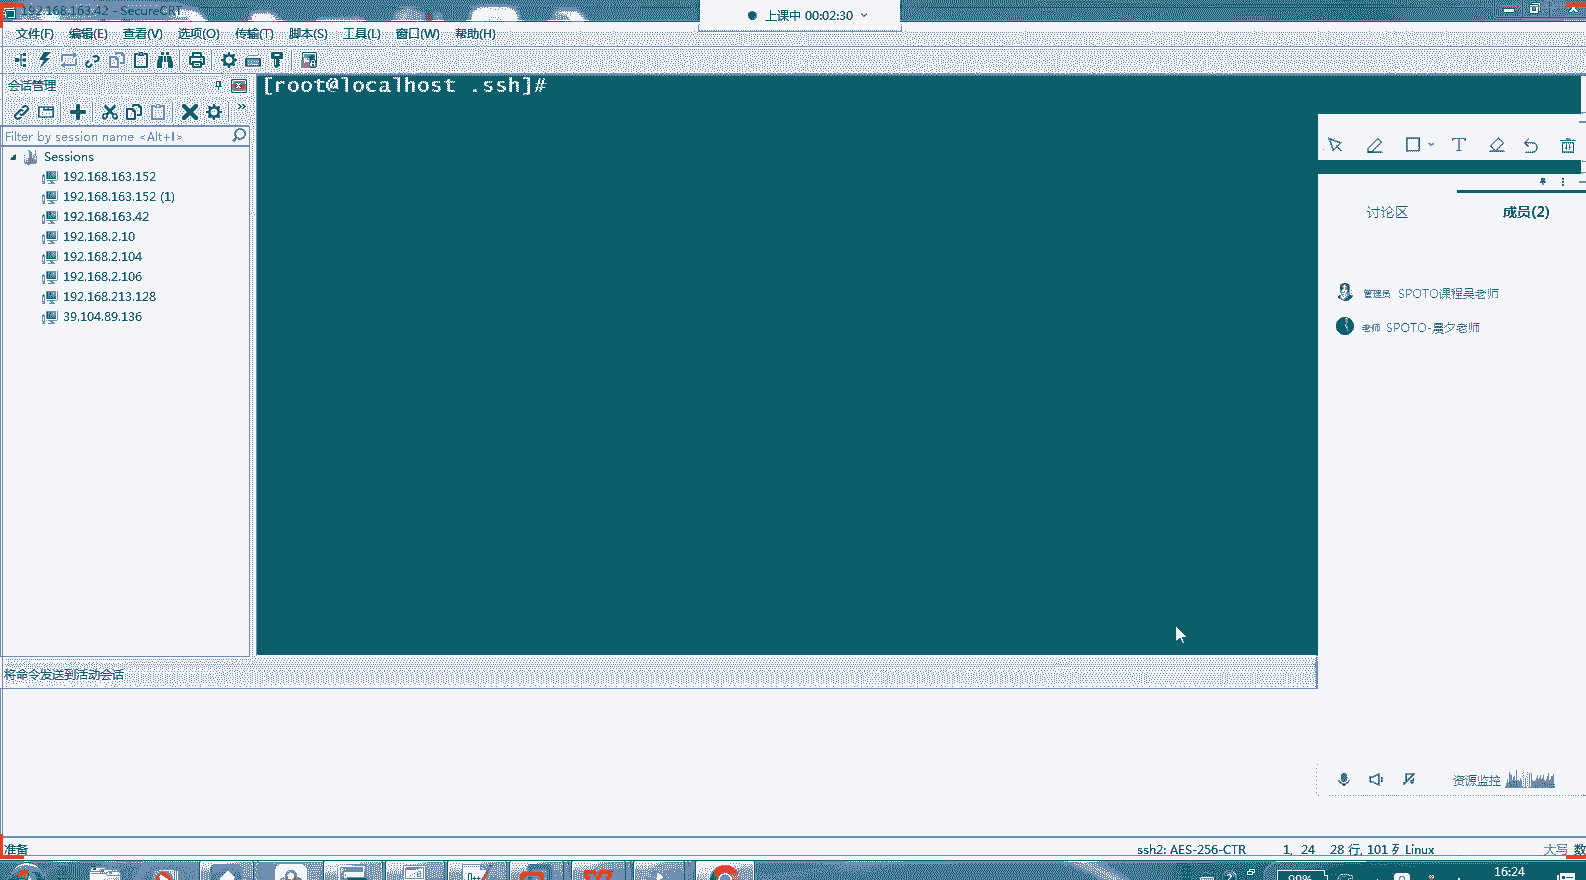 192.168.163.42 - SecureCRT
上课中 00:02:30
文件(F) 编辑(E) 查看(V) 选项(O) 传输(T) 脚本(S) 工具(L) 窗口(W) 帮助(H)
会话管理
[root@localhost .ssh]#
Filter by session name <Alt+I>
Sessions
192.168.163.152
192.168.163.152 (1)
192.168.163.42
192.168.2.10
192.168.2.104
192.168.2.106
192.168.213.128
39.104.89.136
讨论区 成员(2)
管理员 SPOTO课程吴老师
老师 SPOTO-晨夕老师
将命令发送到活动会话
资源监控
准备
ssh2: AES-256-CTR 1, 24 28 行, 101 列 Linux 大写 数
99%
16:24